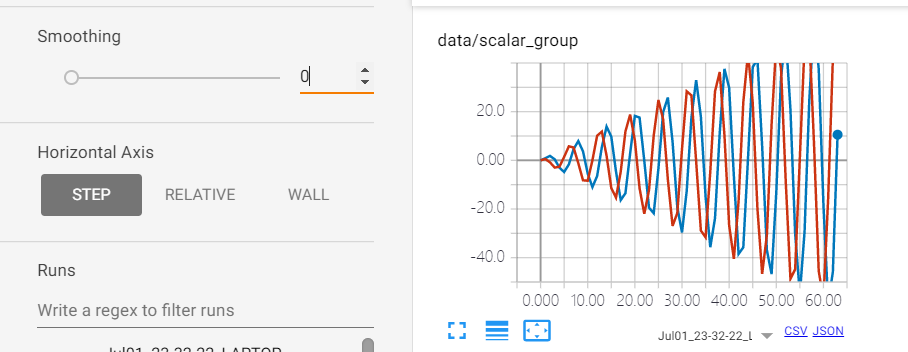 Smoothing
0
Horizontal Axis
STEP RELATIVE WALL
Runs
Write a regex to filter runs
Jul01_23-32-22_LAPTOP
data/scalar_group
20.0
0.00
-20.0
-40.0
0.000 10.00 20.00 30.00 40.00 50.00 60.00
Jul01_23-32-22_L CSV JSON